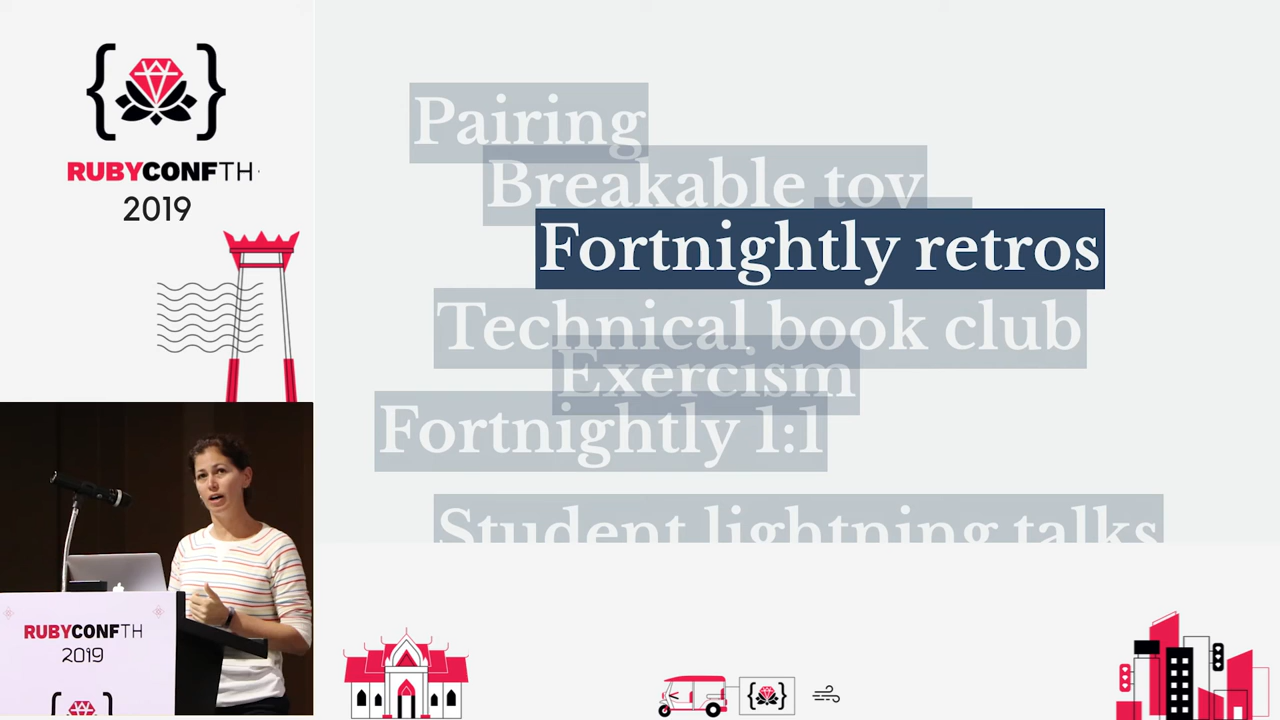 RUBYCONFTH
2019
Pairing
Breakable toy
Fortnightly retros
Technical book club
Exercism
Fortnightly 1:1
Student lightning talks
RUBYCONFTH
2019